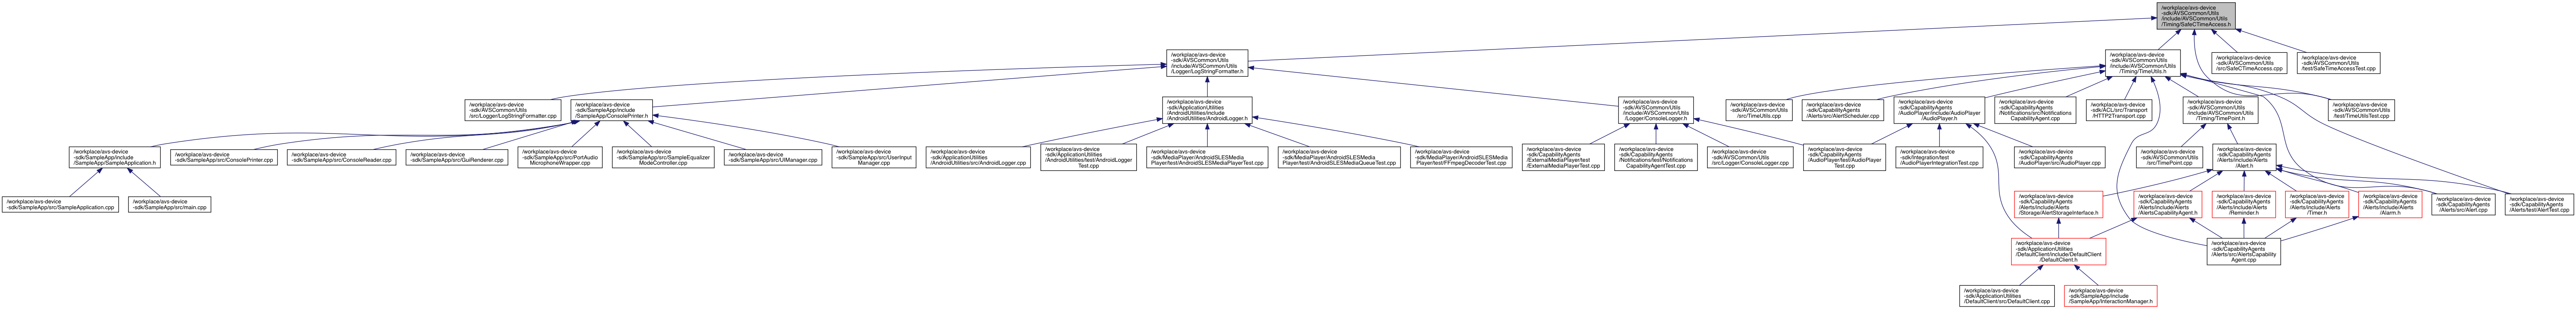 /workplace/avs-device
-sdk/AVSCommon/Utils
/include/AVSCommon/Utils
/Timing/SafeCTimeAccess.h
/workplace/avs-device
-sdk/AVSCommon/Utils
/include/AVSCommon/Utils
/Logger/LogStringFormatter.h
/workplace/avs-device
-sdk/AVSCommon/Utils
/include/AVSCommon/Utils
/Timing/TimeUtils.h
/workplace/avs-device
-sdk/AVSCommon/Utils
/src/SafeCTimeAccess.cpp
/workplace/avs-device
-sdk/AVSCommon/Utils
/test/SafeTimeAccessTest.cpp
/workplace/avs-device
-sdk/AVSCommon/Utils
/src/Logger/LogStringFormatter.cpp
/workplace/avs-device
-sdk/SampleApp/include
/SampleApp/ConsolePrinter.h
/workplace/avs-device
-sdk/ApplicationUtilities
/AndroidUtilities/include
/AndroidUtilities/AndroidLogger.h
/workplace/avs-device
-sdk/AVSCommon/Utils
/include/AVSCommon/Utils
/Logger/ConsoleLogger.h
/workplace/avs-device
-sdk/AVSCommon/Utils
/src/TimeUtils.cpp
/workplace/avs-device
-sdk/CapabilityAgents
/Alerts/src/AlertScheduler.cpp
/workplace/avs-device
-sdk/CapabilityAgents
/AudioPlayer/include/AudioPlayer
/AudioPlayer.h
/workplace/avs-device
-sdk/CapabilityAgents
/Notifications/src/Notifications
CapabilityAgent.cpp
/workplace/avs-device
-sdk/ACL/src/Transport
/HTTP2Transport.cpp
/workplace/avs-device
-sdk/AVSCommon/Utils
/include/AVSCommon/Utils
/Timing/TimePoint.h
/workplace/avs-device
-sdk/AVSCommon/Utils
/test/TimeUtilsTest.cpp
/workplace/avs-device
-sdk/SampleApp/include
/SampleApp/SampleApplication.h
/workplace/avs-device
-sdk/SampleApp/src/ConsolePrinter.cpp
/workplace/avs-device
-sdk/SampleApp/src/ConsoleReader.cpp
/workplace/avs-device
-sdk/SampleApp/src/GuiRenderer.cpp
/workplace/avs-device
-sdk/SampleApp/src/PortAudio
MicrophoneWrapper.cpp
/workplace/avs-device
-sdk/SampleApp/src/SampleEqualizer
ModeController.cpp
/workplace/avs-device
-sdk/SampleApp/src/UIManager.cpp
/workplace/avs-device
-sdk/SampleApp/src/UserInput
Manager.cpp
/workplace/avs-device
-sdk/ApplicationUtilities
/AndroidUtilities/src/AndroidLogger.cpp
/workplace/avs-device
-sdk/ApplicationUtilities
/AndroidUtilities/test/AndroidLogger
Test.cpp
/workplace/avs-device
-sdk/MediaPlayer/AndroidSLESMedia
Player/test/AndroidSLESMediaPlayerTest.cpp
/workplace/avs-device
-sdk/MediaPlayer/AndroidSLESMedia
Player/test/AndroidSLESMediaQueueTest.cpp
/workplace/avs-device
-sdk/MediaPlayer/AndroidSLESMedia
Player/test/FFmpegDecoderTest.cpp
/workplace/avs-device
-sdk/CapabilityAgents
/ExternalMediaPlayer/test
/ExternalMediaPlayerTest.cpp
/workplace/avs-device
-sdk/CapabilityAgents
/Notifications/test/Notifications
CapabilityAgentTest.cpp
/workplace/avs-device
-sdk/AVSCommon/Utils
/src/Logger/ConsoleLogger.cpp
/workplace/avs-device
-sdk/CapabilityAgents
/AudioPlayer/test/AudioPlayer
Test.cpp
/workplace/avs-device
-sdk/Integration/test
/AudioPlayerIntegrationTest.cpp
/workplace/avs-device
-sdk/CapabilityAgents
/AudioPlayer/src/AudioPlayer.cpp
/workplace/avs-device
-sdk/AVSCommon/Utils
/src/TimePoint.cpp
/workplace/avs-device
-sdk/CapabilityAgents
/Alerts/include/Alerts
/Alert.h
/workplace/avs-device
-sdk/SampleApp/src/SampleApplication.cpp
/workplace/avs-device
-sdk/SampleApp/src/main.cpp
/workplace/avs-device
-sdk/CapabilityAgents
/Alerts/include/Alerts
/Storage/AlertStorageInterface.h
/workplace/avs-device
-sdk/CapabilityAgents
/Alerts/include/Alerts
/AlertsCapabilityAgent.h
/workplace/avs-device
-sdk/CapabilityAgents
/Alerts/include/Alerts
/Reminder.h
/workplace/avs-device
-sdk/CapabilityAgents
/Alerts/include/Alerts
/Timer.h
/workplace/avs-device
-sdk/CapabilityAgents
/Alerts/include/Alerts
/Alarm.h
/workplace/avs-device
-sdk/CapabilityAgents
/Alerts/src/Alert.cpp
/workplace/avs-device
-sdk/CapabilityAgents
/Alerts/test/AlertTest.cpp
/workplace/avs-device
-sdk/ApplicationUtilities
/DefaultClient/include/DefaultClient
/DefaultClient.h
/workplace/avs-device
-sdk/CapabilityAgents
/Alerts/src/AlertsCapability
Agent.cpp
/workplace/avs-device
-sdk/ApplicationUtilities
/DefaultClient/src/DefaultClient.cpp
/workplace/avs-device
-sdk/SampleApp/include
/SampleApp/InteractionManager.h